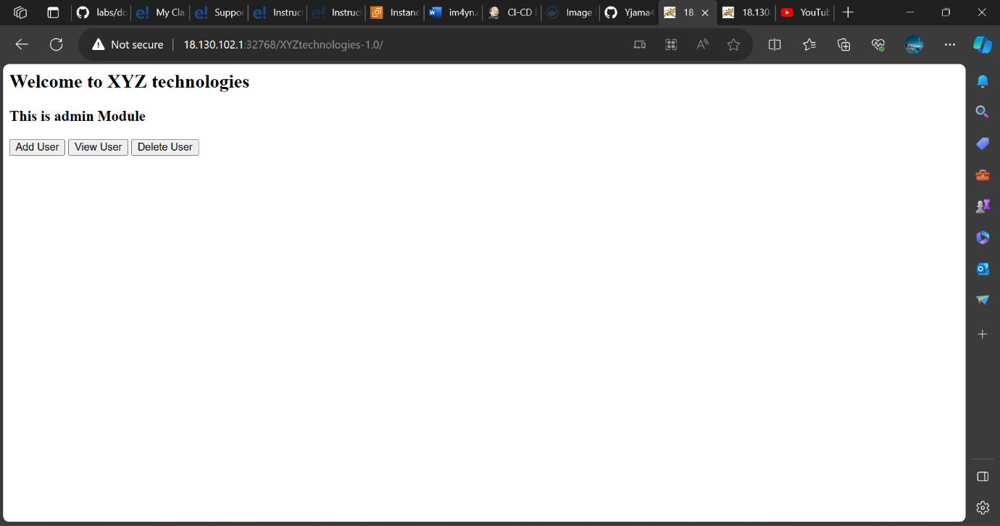 labs/do
My Cla
Suppor
Instruc
Instruct
Instanc
im4yn.
CI-CD
Image
Yjama4
18.
18.130.
YouTub
Not secure
18.130.102.1:32768/XYZtechnologies-1.0/
Welcome to XYZ technologies
This is admin Module
Add User View User Delete User